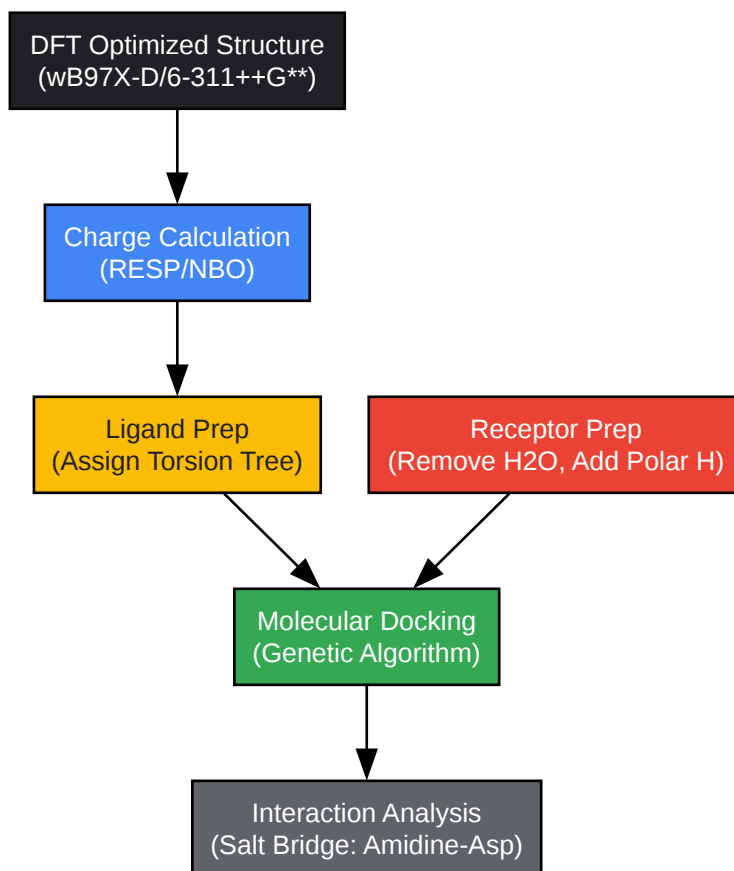 DFT Optimized Structure
(wB97X-D/6-311++G**)
Charge Calculation
(RESP/NBO)
Ligand Prep
(Assign Torsion Tree)
Receptor Prep
(Remove H2O, Add Polar H)
Molecular Docking
(Genetic Algorithm)
Interaction Analysis
(Salt Bridge: Amidine-Asp)